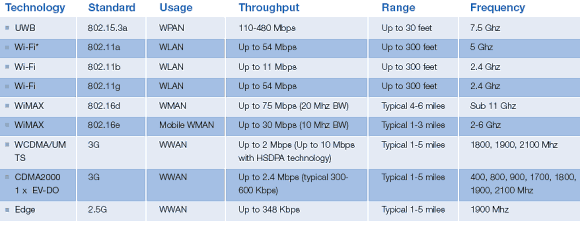 Technology Standard Usage Throughput Range Frequency
UWB 802.15.3a WPAN 110-480 Mbps Up to 30 feet 7.5 Ghz
Wi-Fi* 802.11a WLAN Up to 54 Mbps Up to 300 feet 5 Ghz
Wi-Fi 802.11b WLAN Up to 11 Mbps Up to 300 feet 2.4 Ghz
Wi-Fi 802.11g WLAN Up to 54 Mbps Up to 300 feet 2.4 Ghz
WiMAX 802.16d WMAN Up to 75 Mbps (20 Mhz BW) Typical 4-6 miles Sub 11 Ghz
WiMAX 802.16e Mobile WMAN Up to 30 Mbps (10 Mhz BW) Typical 1-3 miles 2-6 Ghz
WCDMA/UM 3G WWAN Up to 2 Mbps (Up to 10 Mbps Typical 1-5 miles 1800, 1900, 2100 Mhz
TS with HSDPA technology)
CDMA2000 3G WWAN Up to 2.4 Mbps (typical 300- Typical 1-5 miles 400, 800, 900, 1700, 1800,
1 x EV-DO 600 Kbps) 1900, 2100 Mhz
Edge 2.5G WWAN Up to 348 Kbps Typical 1-5 miles 1900 Mhz